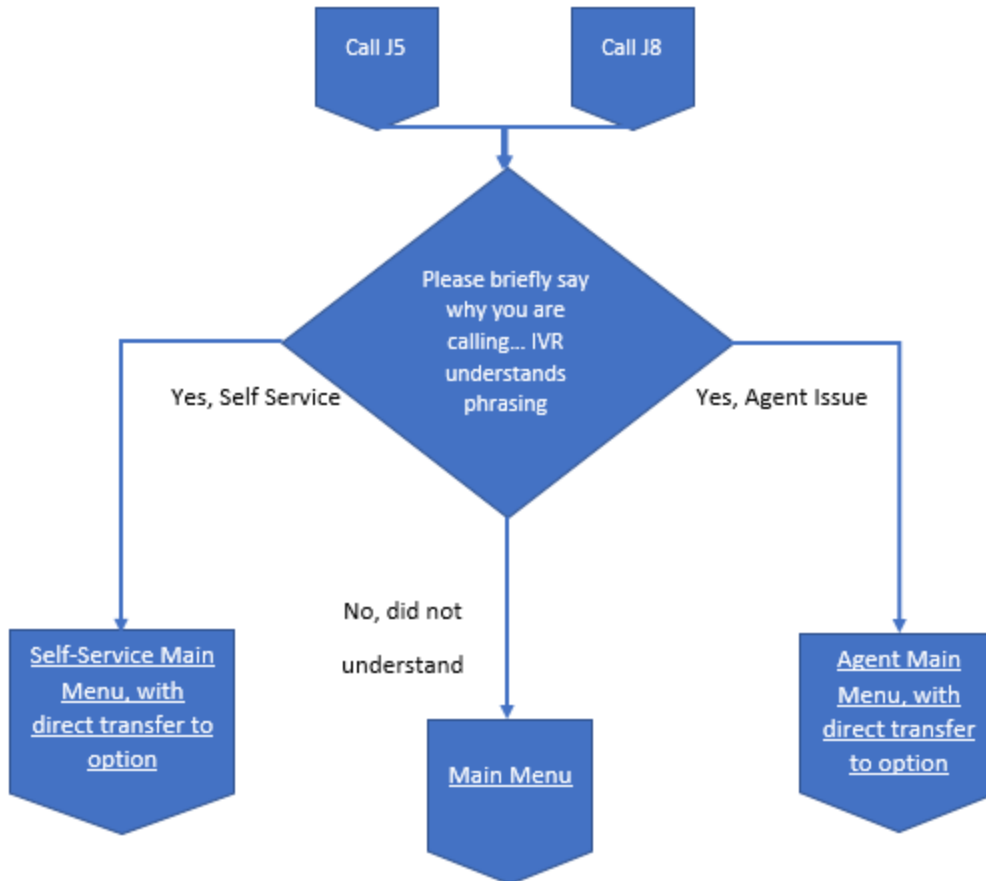 Call J5
Call J8
Please briefly say
why you are
calling... IVR
understands
phrasing
Yes, Self Service
Yes, Agent Issue
No, did not
understand
Self-Service Main
Menu, with
direct transfer to
option
Main Menu
Agent Main
Menu, with
direct transfer
to option